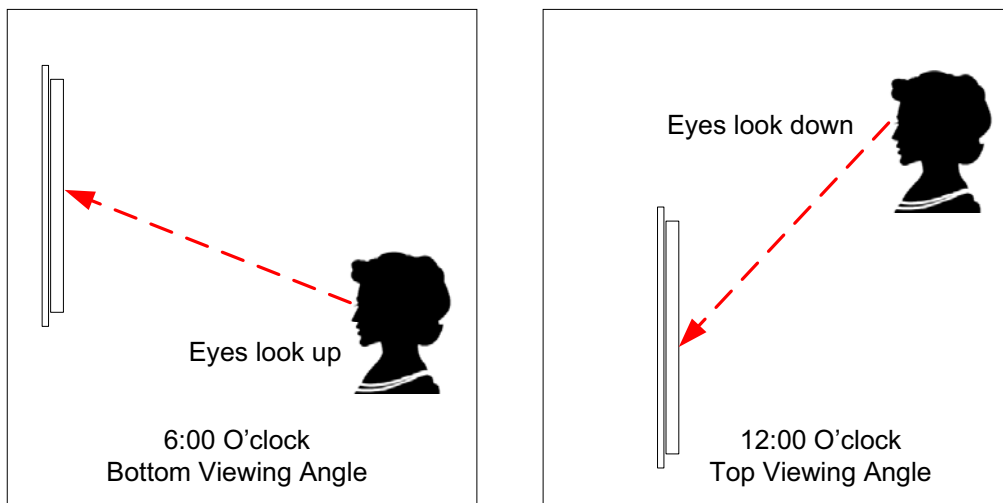 Eyes look up
6:00 O’clock
Bottom Viewing Angle
Eyes look down
12:00 O’clock
Top Viewing Angle